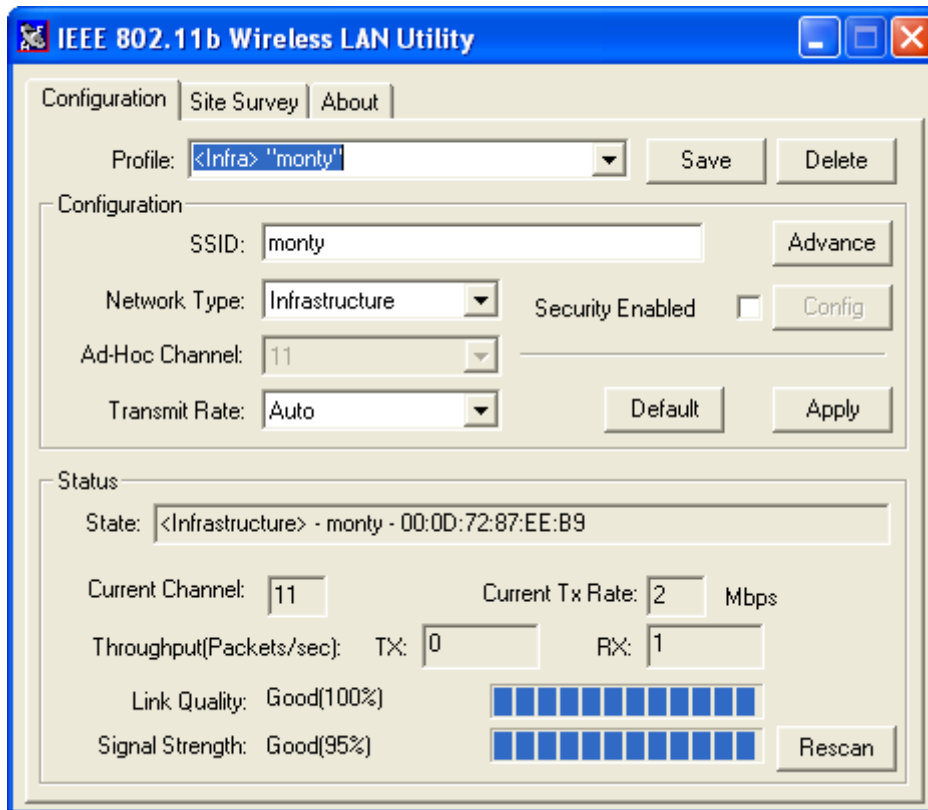 IEEE 802.11b Wireless LAN Utility
Configuration Site Survey About
Profile: <Infra> "monty" Save Delete
Configuration
SSID: monty Advance
Network Type: Infrastructure Security Enabled Config
Ad-Hoc Channel: 11
Transmit Rate: Auto Default Apply
Status
State: <Infrastructure> - monty - 00:0D:72:87:EE:B9
Current Channel: 11 Current Tx Rate: 2 Mbps
Throughput(Packets/sec): TX: 0 RX: 1
Link Quality: Good(100%)
Signal Strength: Good(95%) Rescan